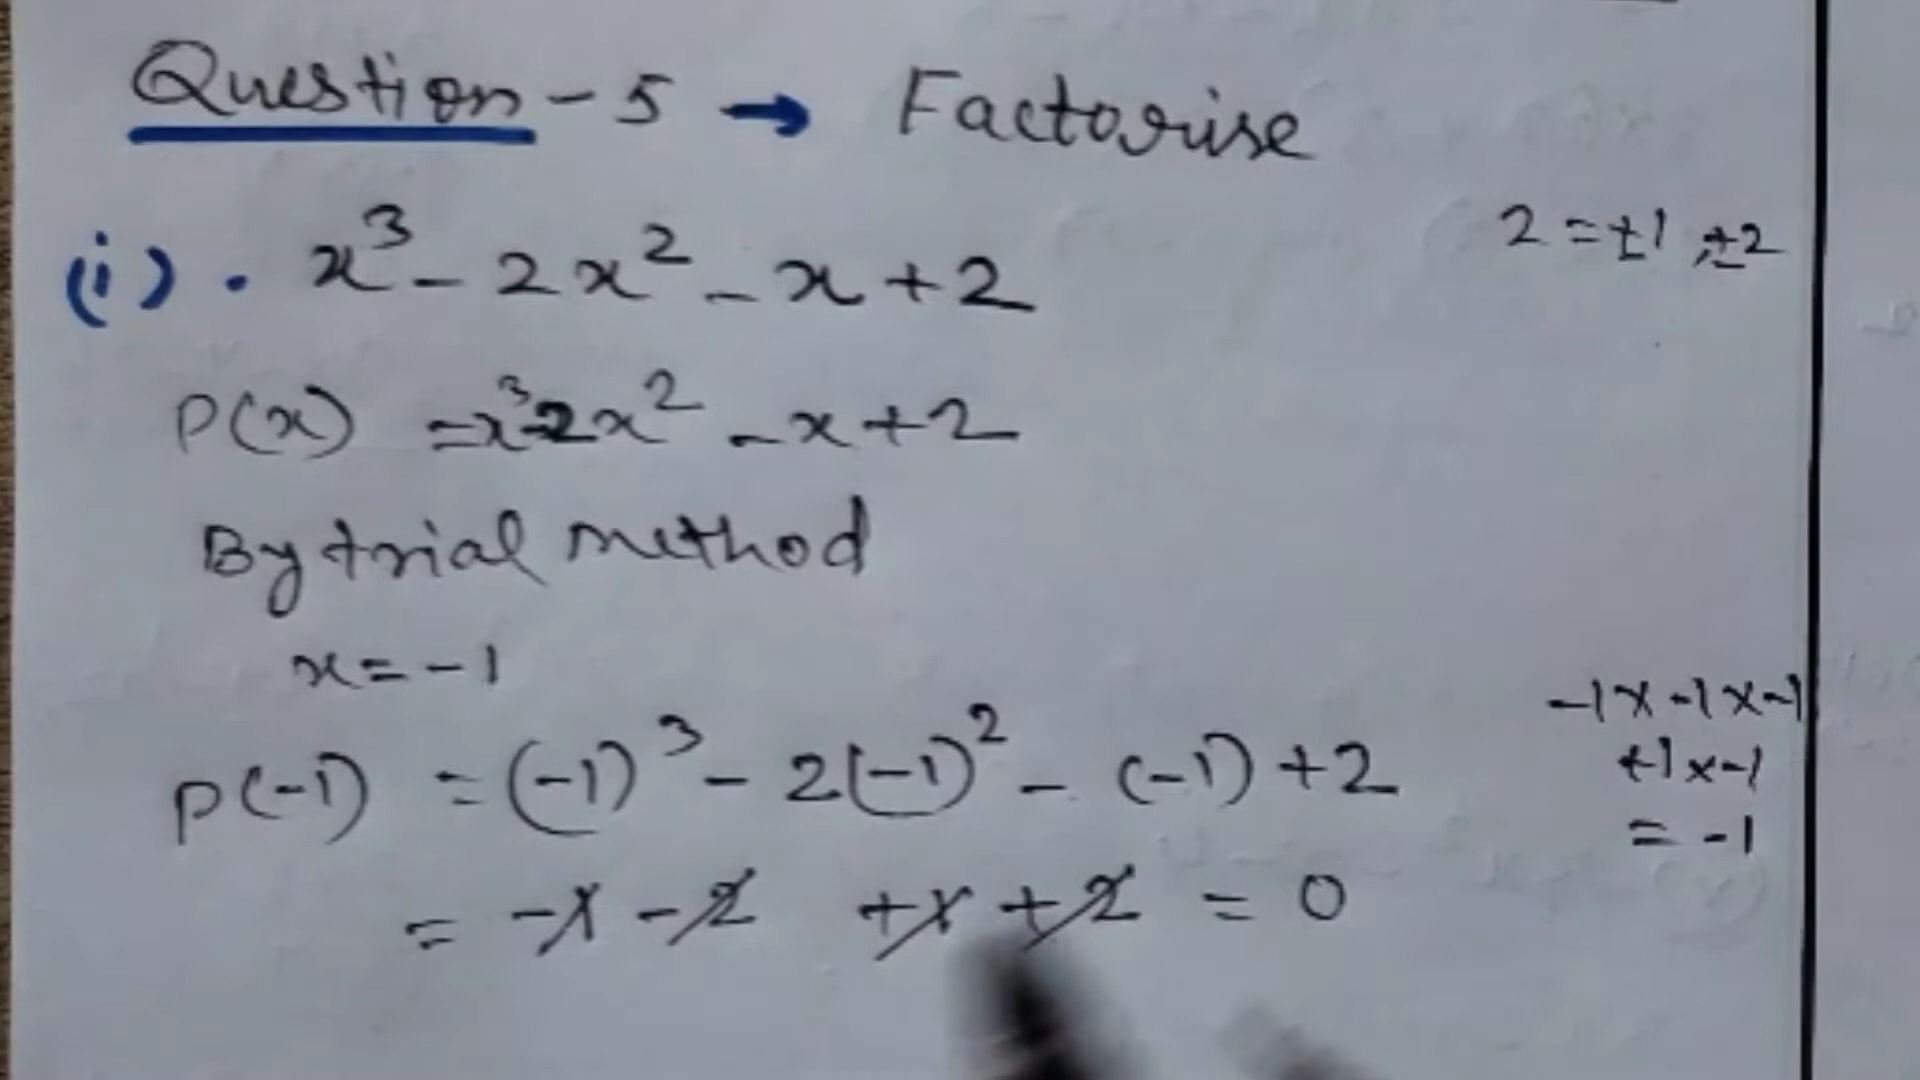 Question - 5 → Factorise
2 = ±1, ±2
(i). x³ - 2x² - x + 2
P(x) = x³-2x² - x + 2
By trial method
x = -1
P(-1) = (-1)³ - 2(-1)² - (-1) + 2
= -1 - 2 +1 + 2 = 0
-1 x -1 x -1
+1 x -1
= -1